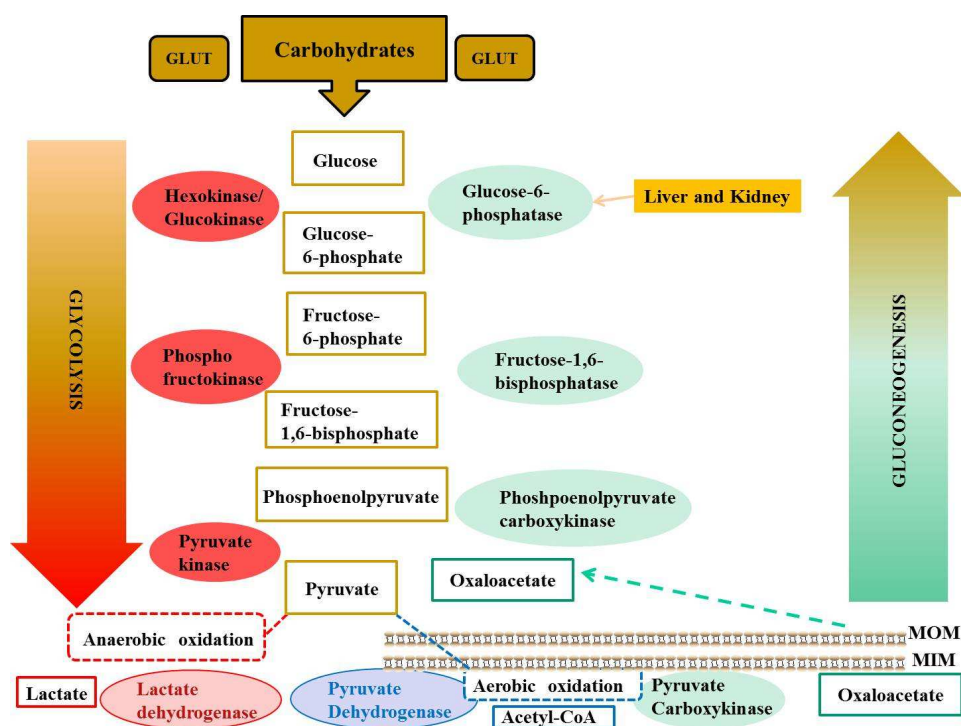 GLUT
Carbohydrates
GLUT
Glucose
Hexokinase/
Glucokinase
Glucose-6-
phosphatase
Liver and Kidney
Glucose-
6-phosphate
GLYCOLYSIS
GLUCONEOGENESIS
Fructose-
6-phosphate
Phospho
fructokinase
Fructose-1,6-
bisphosphatase
Fructose-
1,6-bisphosphate
Phosphoenolpyruvate
Phoshpoenolpyruvate
carboxykinase
Pyruvate
kinase
Pyruvate
Oxaloacetate
Anaerobic oxidation
MOM
MIM
Lactate
Lactate
dehydrogenase
Pyruvate
Dehydrogenase
Aerobic oxidation
Acetyl-CoA
Pyruvate
Carboxykinase
Oxaloacetate